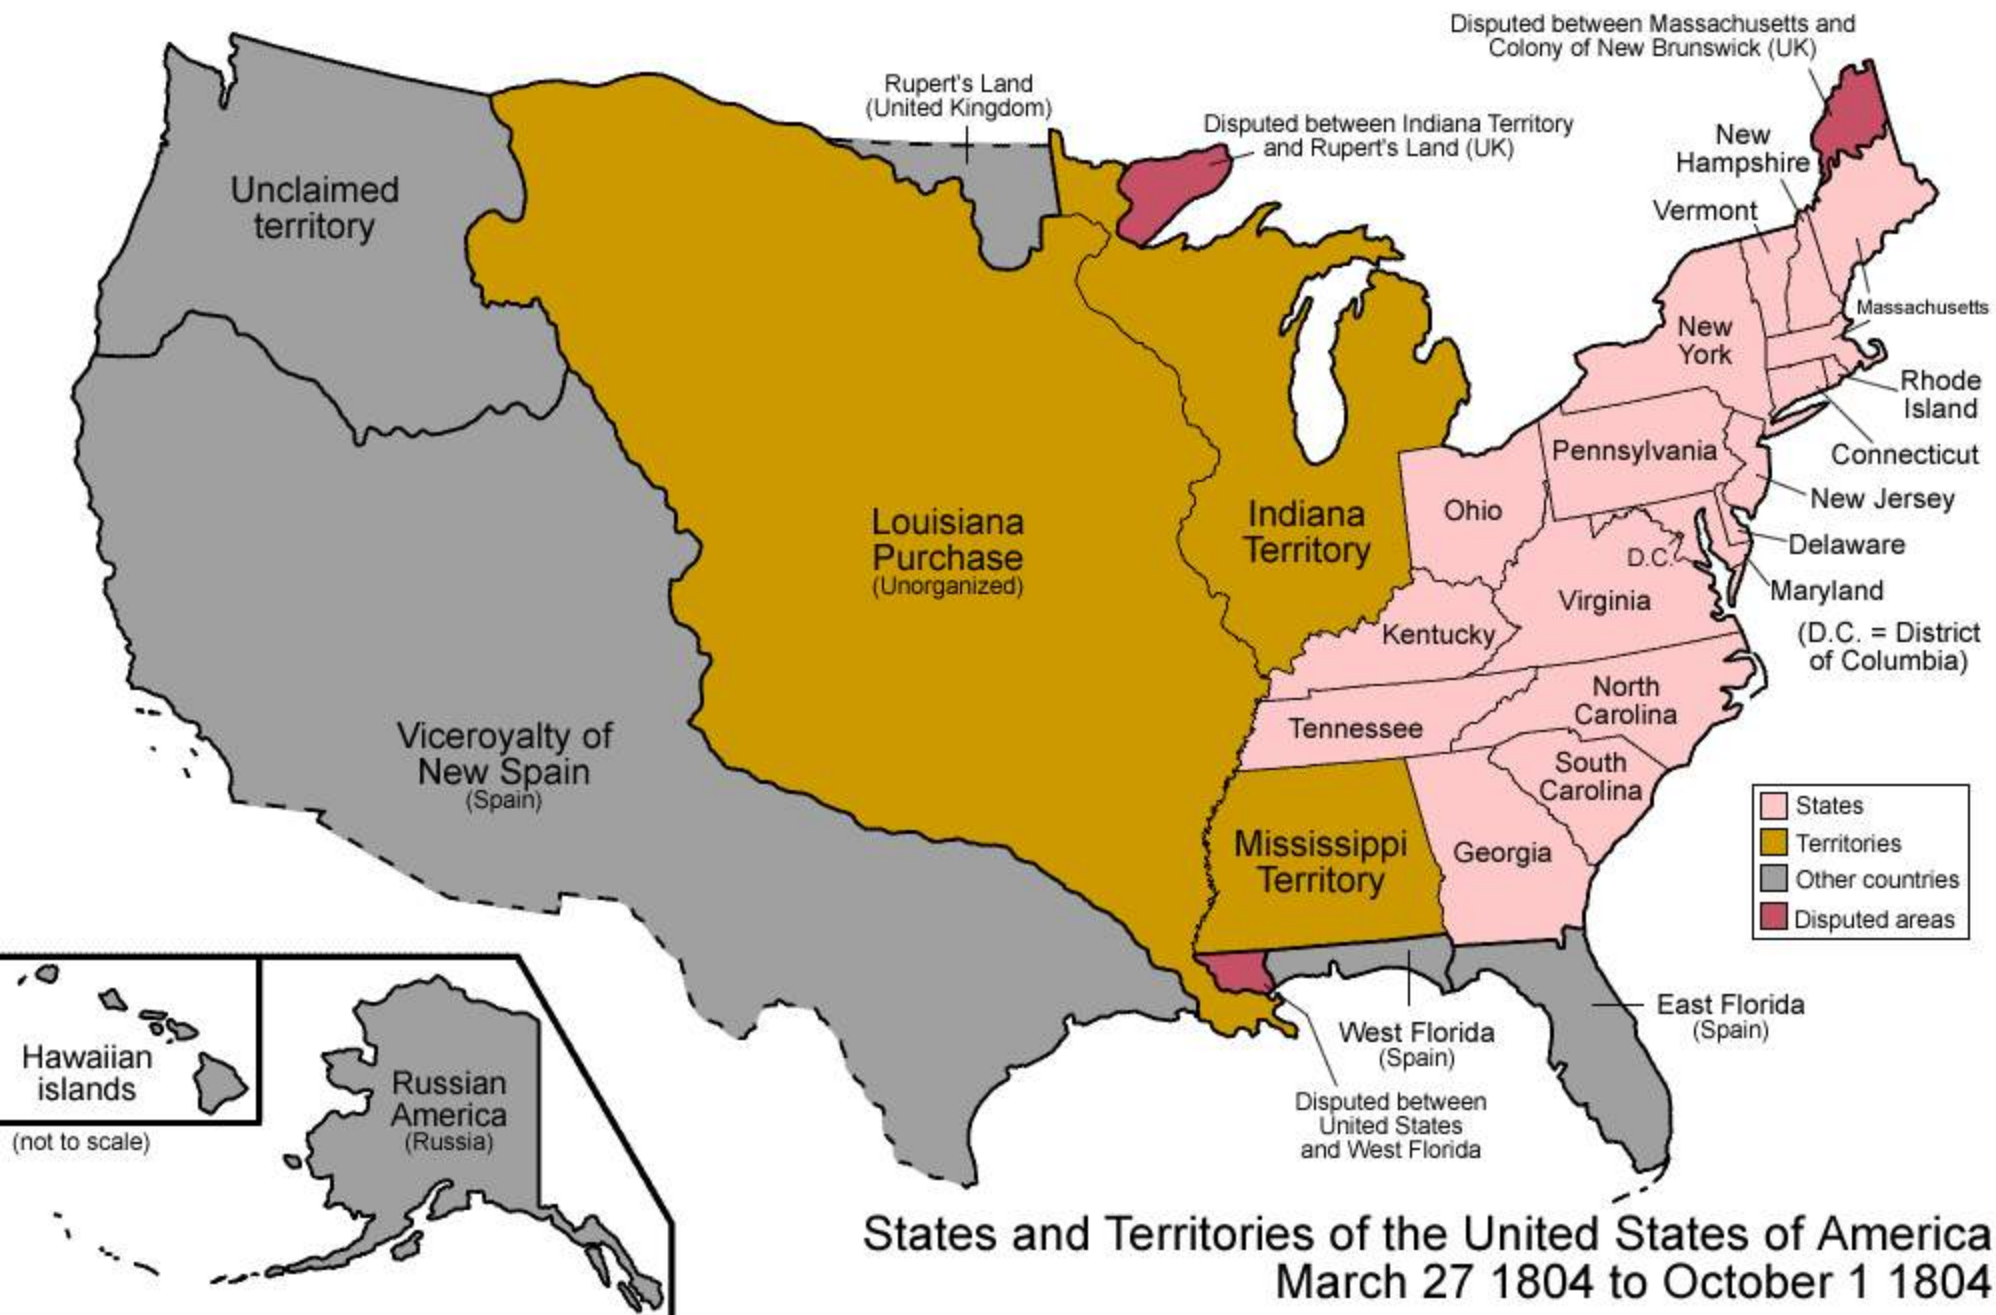 Disputed between Massachusetts and
Colony of New Brunswick (UK)
Rupert's Land
(United Kingdom)
Disputed between Indiana Territory
and Rupert's Land (UK)
New
Hampshire
Vermont
Unclaimed
territory
Massachusetts
New
York
Rhode
Island
Connecticut
Pennsylvania
New Jersey
Ohio
Delaware
D.C.
Maryland
(D.C. = District
of Columbia)
Louisiana
Purchase
(Unorganized)
Indiana
Territory
Virginia
Kentucky
North
Carolina
Tennessee
South
Carolina
Viceroyalty of
New Spain
(Spain)
Mississippi
Territory
Georgia
States
Territories
Other countries
Disputed areas
East Florida
(Spain)
West Florida
(Spain)
Disputed between
United States
and West Florida
Hawaiian
islands
(not to scale)
Russian
America
(Russia)
States and Territories of the United States of America
March 27 1804 to October 1 1804